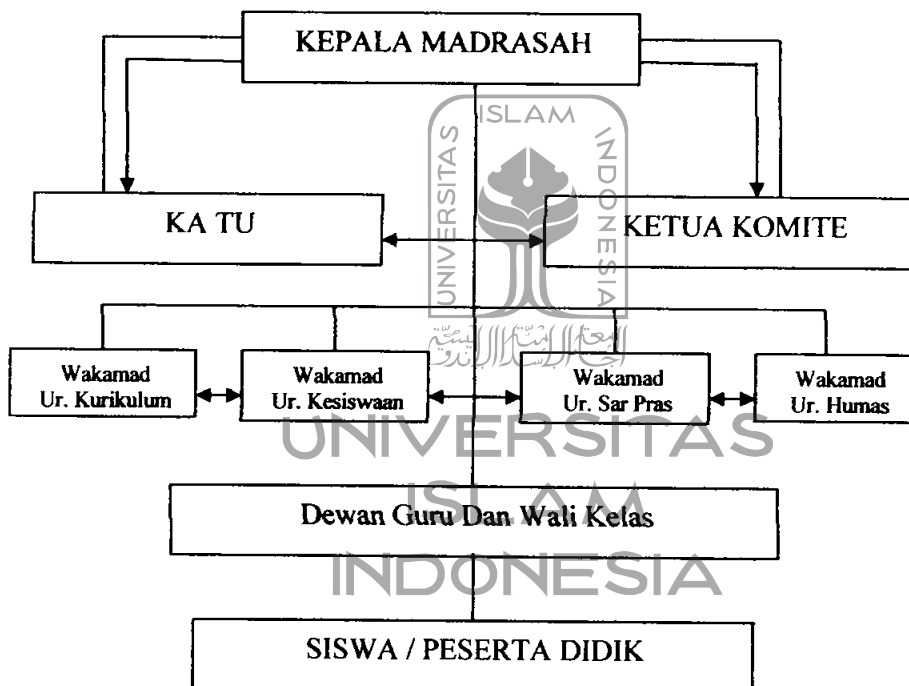 KEPALA MADRASAH
KA TU
KETUA KOMITE
Wakamad
Ur. Kurikulum
Wakamad
Ur. Kesiswaan
Wakamad
Ur. Sar Pras
Wakamad
Ur. Humas
Dewan Guru Dan Wali Kelas
SISWA / PESERTA DIDIK
UNIVERSITAS
ISLAM
INDONESIA
UNIVERSITAS
ISLAM
INDONESIA